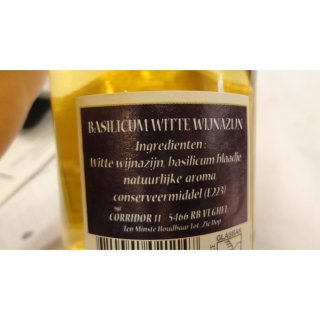 BASILICUM WITTE WIJNAZIJN
Ingredienten :
Witte wijnazijn, basilicum blaadje
natuurlijke aroma
conserveermiddel (E223)
CORRIDOR 11 5466 RB VEGHEL
Ten Minste Houdbaar Tot: Zie Dop
GLASBAK